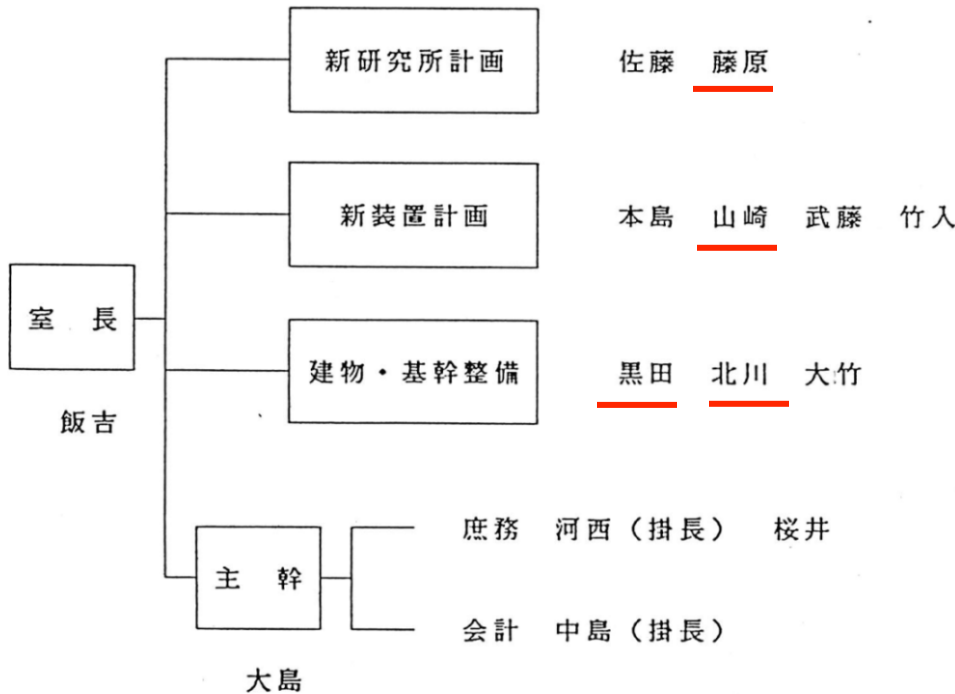 新研究所計画 佐藤 藤原
新装置計画 本島 山崎 武藤 竹入
室 長
飯吉
建物・基幹整備 黒田 北川 大竹
主 幹
大島
庶務 河西（掛長） 桜井
会計 中島（掛長）